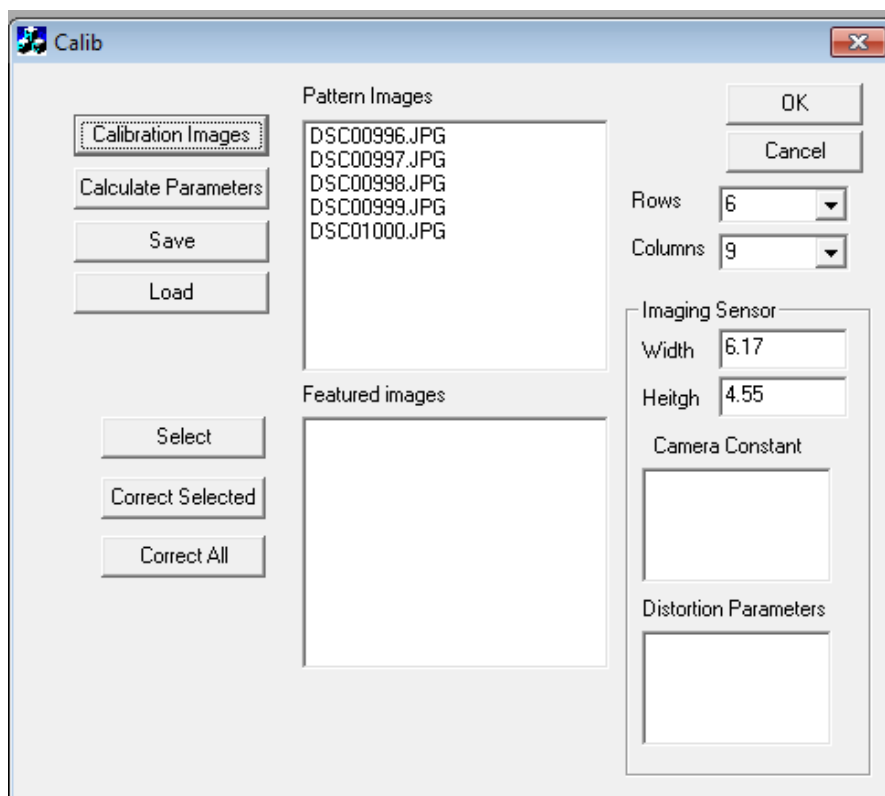 Calib
Calibration Images
Calculate Parameters
Save
Load
Pattern Images
DSC00996.JPG
DSC00997.JPG
DSC00998.JPG
DSC00999.JPG
DSC01000.JPG
OK
Cancel
Rows 6
Columns 9
Imaging Sensor
Width 6.17
Heitgh 4.55
Camera Constant
Distortion Parameters
Featured images
Select
Correct Selected
Correct All